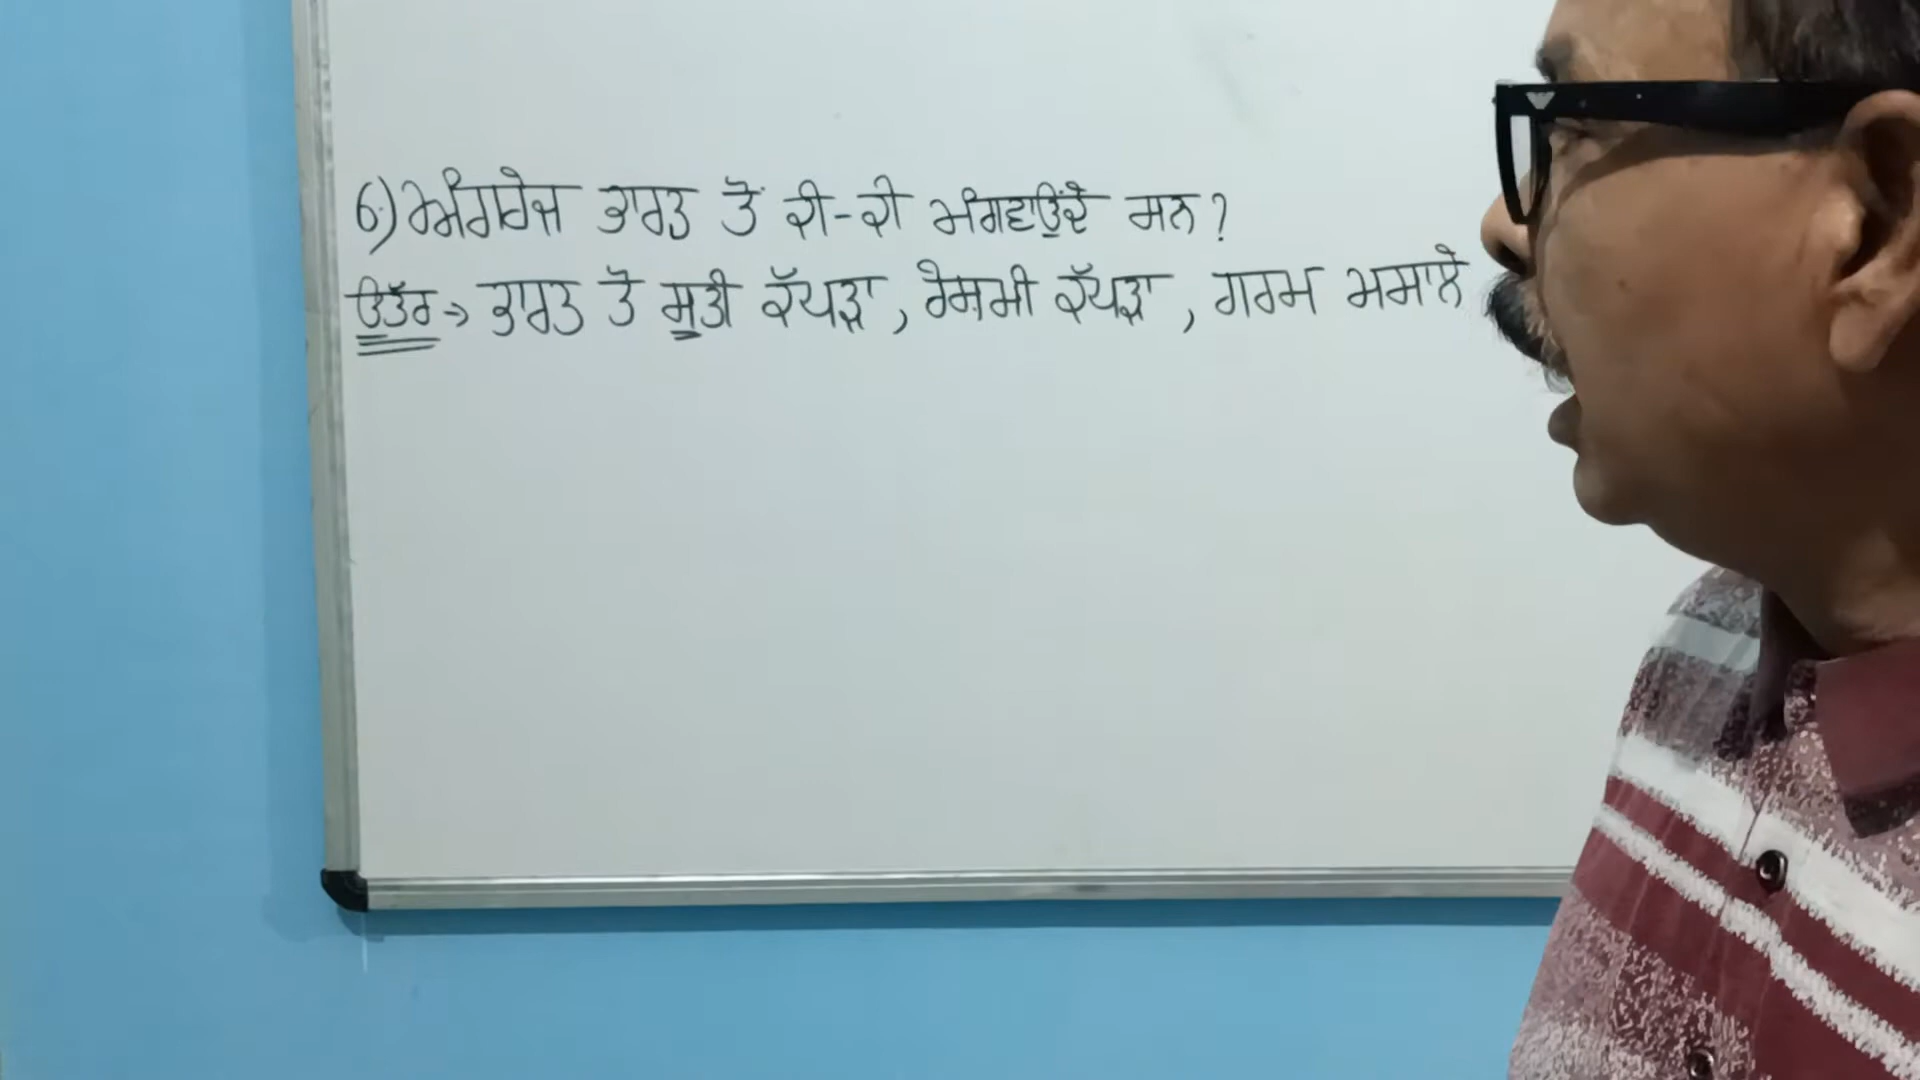 6) ਅੰਗਰੇਜ ਭਾਰਤ ਤੋਂ ਕੀ-ਕੀ ਮੰਗਵਾਉਂਦੇ ਸਨ?
ਉੱਤਰ → ਭਾਰਤ ਤੋ ਸੂਤੀ ਕੱਪੜਾ, ਰੇਸ਼ਮੀ ਕੱਪੜਾ, ਗਰਮ ਮਸਾਲੇ